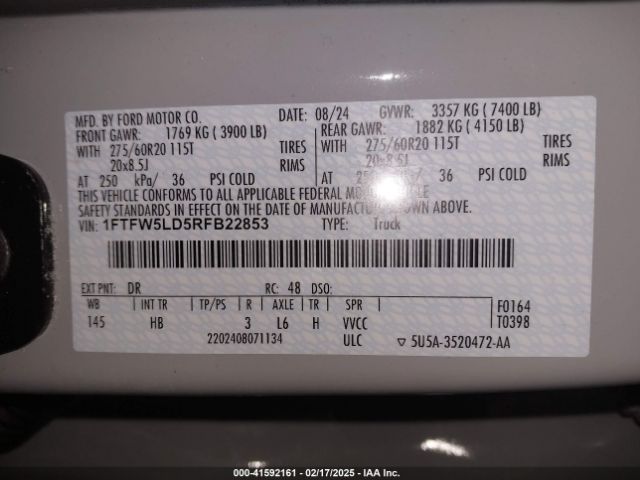 MFD. BY FORD MOTOR CO. DATE: 08/24 GVWR: 3357 KG ( 7400 LB)
FRONT GAWR: 1769 KG ( 3900 LB) REAR GAWR: 1882 KG ( 4150 LB)
WITH 275/60R20 115T TIRES WITH 275/60R20 115T TIRES
20x8.5J RIMS 20x8.5J RIMS
AT 250 kPa/ 36 PSI COLD AT 36 PSI COLD
THIS VEHICLE CONFORMS TO ALL APPLICABLE FEDERAL
SAFETY STANDARDS IN EFFECT ON THE DATE OF MANUFACTURE SHOWN ABOVE.
VIN: 1FTFW5LD5RFB22853 TYPE: Truck
EXT PNT: DR RC: 48 DSO:
WB INT TR TP/PS R AXLE TR SPR F0164
145 HB 3 L6 H VVCC T0398
2202408071134 ULC ▽ 5U5A-3520472-AA
000-41592161 - 02/17/2025 - IAA Inc.